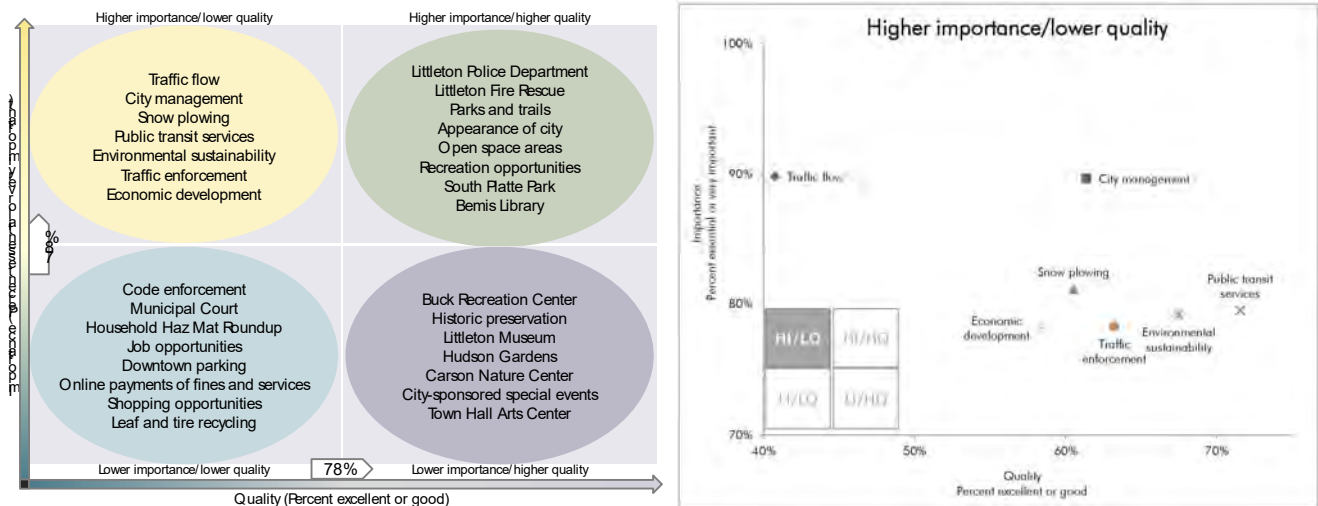 Higher importance/lower quality
Higher importance/higher quality
Traffic flow
City management
Snow plowing
Public transit services
Environmental sustainability
Traffic enforcement
Economic development
Littleton Police Department
Littleton Fire Rescue
Parks and trails
Appearance of city
Open space areas
Recreation opportunities
South Platte Park
Bemis Library
Code enforcement
Municipal Court
Household Haz Mat Roundup
Job opportunities
Downtown parking
Online payments of fines and services
Shopping opportunities
Leaf and tire recycling
Buck Recreation Center
Historic preservation
Littleton Museum
Hudson Gardens
Carson Nature Center
City-sponsored special events
Town Hall Arts Center
Lower importance/lower quality
78%
Lower importance/higher quality
Quality (Percent excellent or good)
Higher importance/lower quality
100%
90%
80%
70%
Importance
Percent essential or very important
Traffic flow
City management
Snow plowing
Public transit
services
Economic
development
Traffic
enforcement
Environmental
sustainability
HI/LQ
HI/HQ
LI/LQ
LI/HQ
40%
50%
60%
70%
Quality
Percent excellent or good